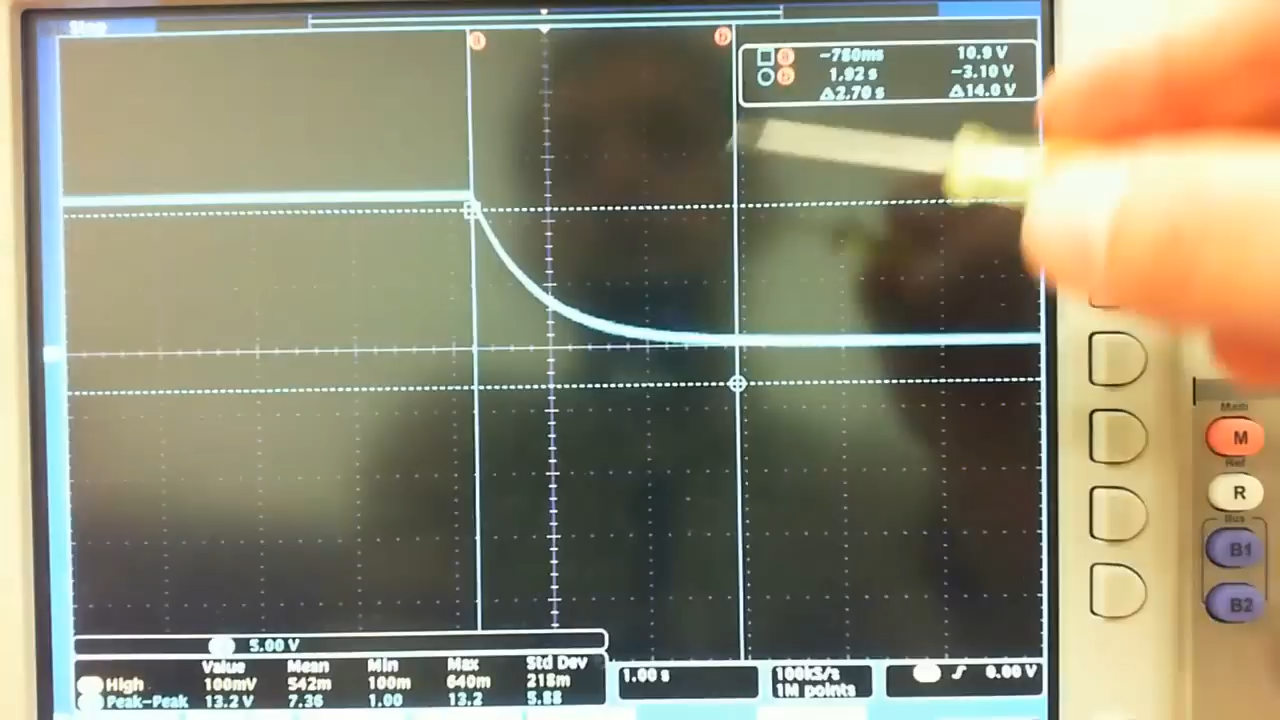 Stop
a
b
a -780ms 10.9 V
b 1.92 s -3.10 V
Δ2.70 s Δ14.0 V
5.00 V
Value Mean Min Max Std Dev
High 100mV 542m 100m 640m 218m
Peak-Peak 13.2 V 7.36 1.00 13.2 5.88
1.00 s
100kS/s
1M points
0.00 V
Math
M
Ref
R
Bus
B1
B2